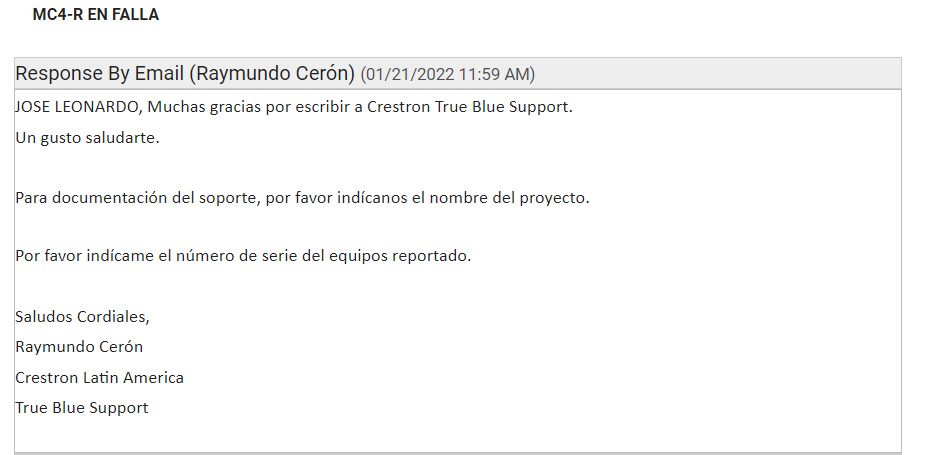 MC4-R EN FALLA
Response By Email (Raymundo Cerón) (01/21/2022 11:59 AM)
JOSE LEONARDO, Muchas gracias por escribir a Crestron True Blue Support.
Un gusto saludarte.
Para documentación del soporte, por favor indícanos el nombre del proyecto.
Por favor indícame el número de serie del equipos reportado.
Saludos Cordiales,
Raymundo Cerón
Crestron Latin America
True Blue Support